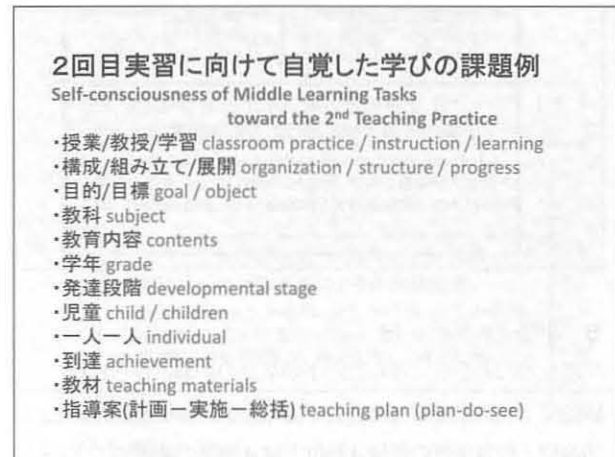 2回目実習に向けて自覚した学びの課題例
Self-consciousness of Middle Learning Tasks
toward the 2nd Teaching Practice
・授業/教授/学習 classroom practice / instruction / learning
・構成/組み立て/展開 organization / structure / progress
・目的/目標 goal / object
・教科 subject
・教育内容 contents
・学年 grade
・発達段階 developmental stage
・児童 child / children
・一人一人 individual
・到達 achievement
・教材 teaching materials
・指導案(計画ー実施ー総括) teaching plan (plan-do-see)